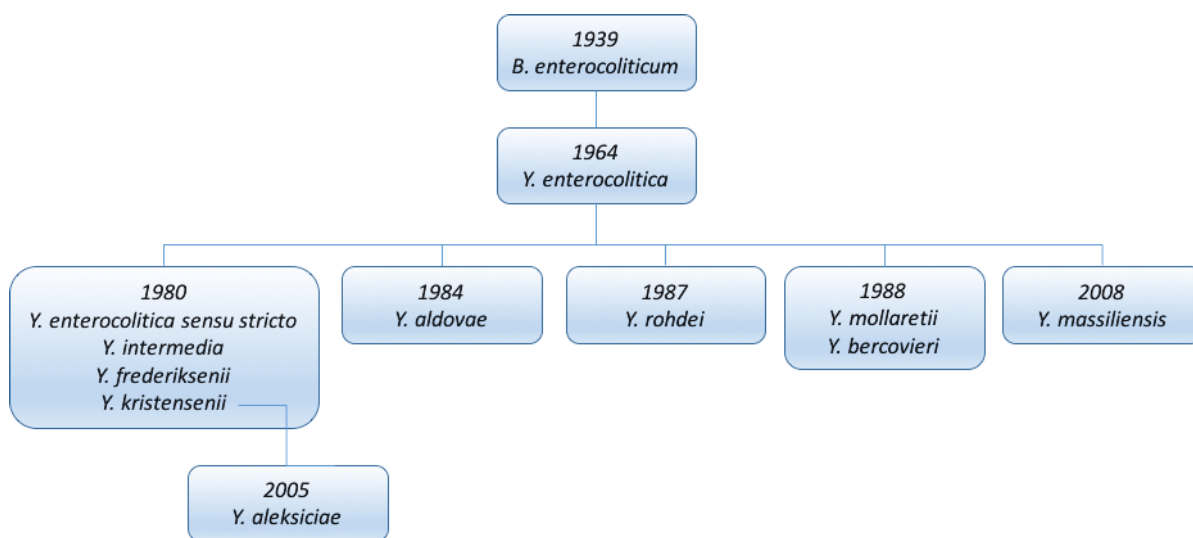 1939
B. enterocoliticum
1964
Y. enterocolitica
1980
Y. enterocolitica sensu stricto
Y. intermedia
Y. frederiksenii
Y. kristensenii
1984
Y. aldovae
1987
Y. rohdei
1988
Y. mollaretii
Y. bercovieri
2008
Y. massiliensis
2005
Y. aleksiciae